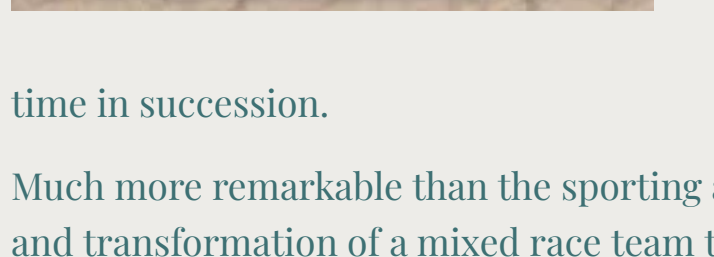 time in succession.
Much more remarkable than the sporting
and transformation of a mixed race team